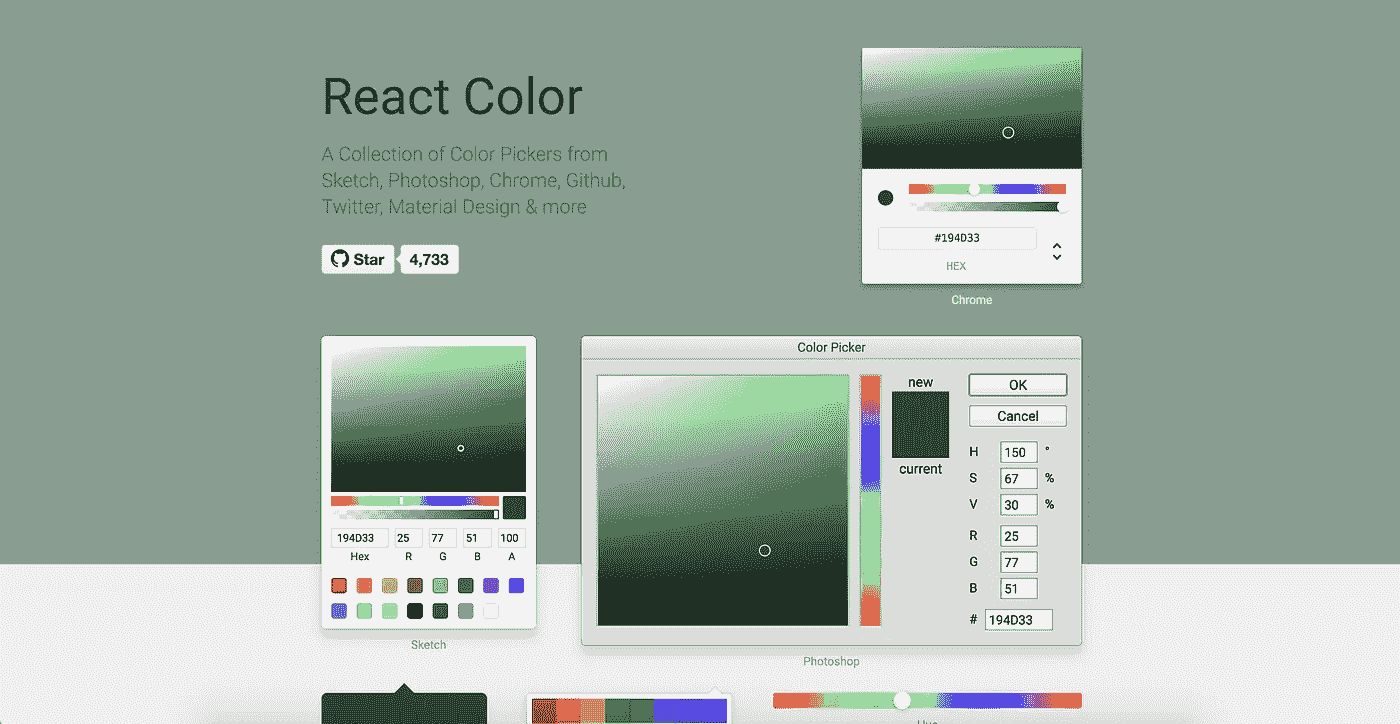 React Color
A Collection of Color Pickers from
Sketch, Photoshop, Chrome, Github,
Twitter, Material Design & more
Star 4,733
#194D33
HEX
Chrome
194D33 25 77 51 100
Hex R G B A
Sketch
Color Picker
new
current
OK
Cancel
H 150 °
S 67 %
V 30 %
R 25
G 77
B 51
# 194D33
Photoshop